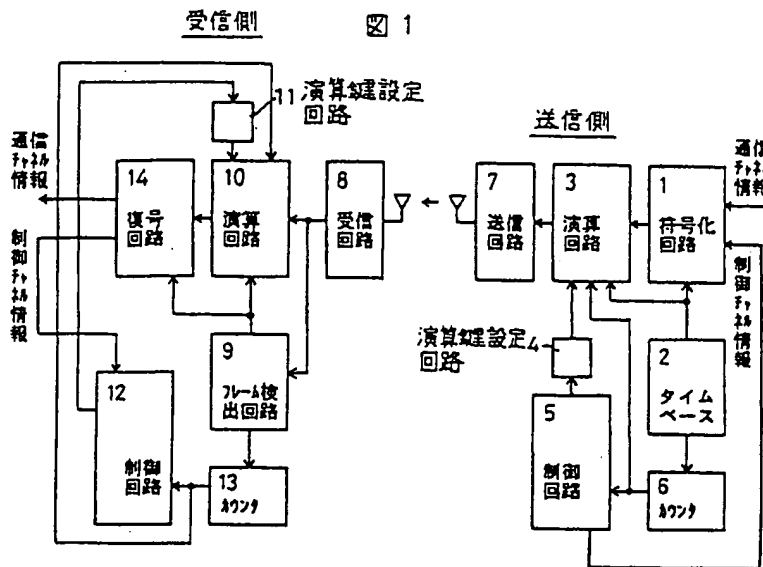 受信側
図 1
11 演算鍵設定
回路
通信
チャネル
情報
14
復号
回路
10
演算
回路
8
受信
回路
制御チャネル情報
9
フレーム検
出回路
12
制御
回路
13
カウンタ
送信側
7
送信
回路
3
演算
回路
1
符号化
回路
通信
チャネル
情報
制御チャネル情報
演算鍵設定 4
回路
2
タイム
ベース
5
制御
回路
6
カウンタ